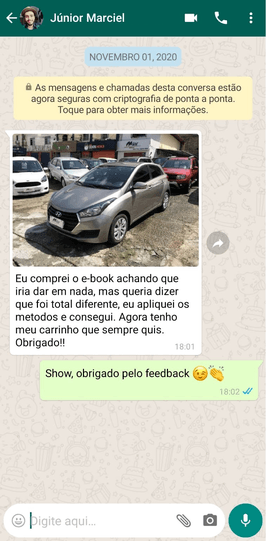 Júnior Marciel
NOVEMBRO 01, 2020
As mensagens e chamadas desta conversa estão
agora seguras com criptografia de ponta a ponta.
Toque para obter mais informações.
Eu comprei o e-book achando que
iria dar em nada, mas queria dizer
que foi total diferente, eu apliquei os
metodos e consegui. Agora tenho
meu carrinho que sempre quis.
Obrigado!!
18:01
Show, obrigado pelo feedback 😉👏
18:02
Digite aqui...